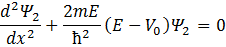 d²Ψ₂/dx² + 2mE/ħ² (E − V₀)Ψ₂ = 0